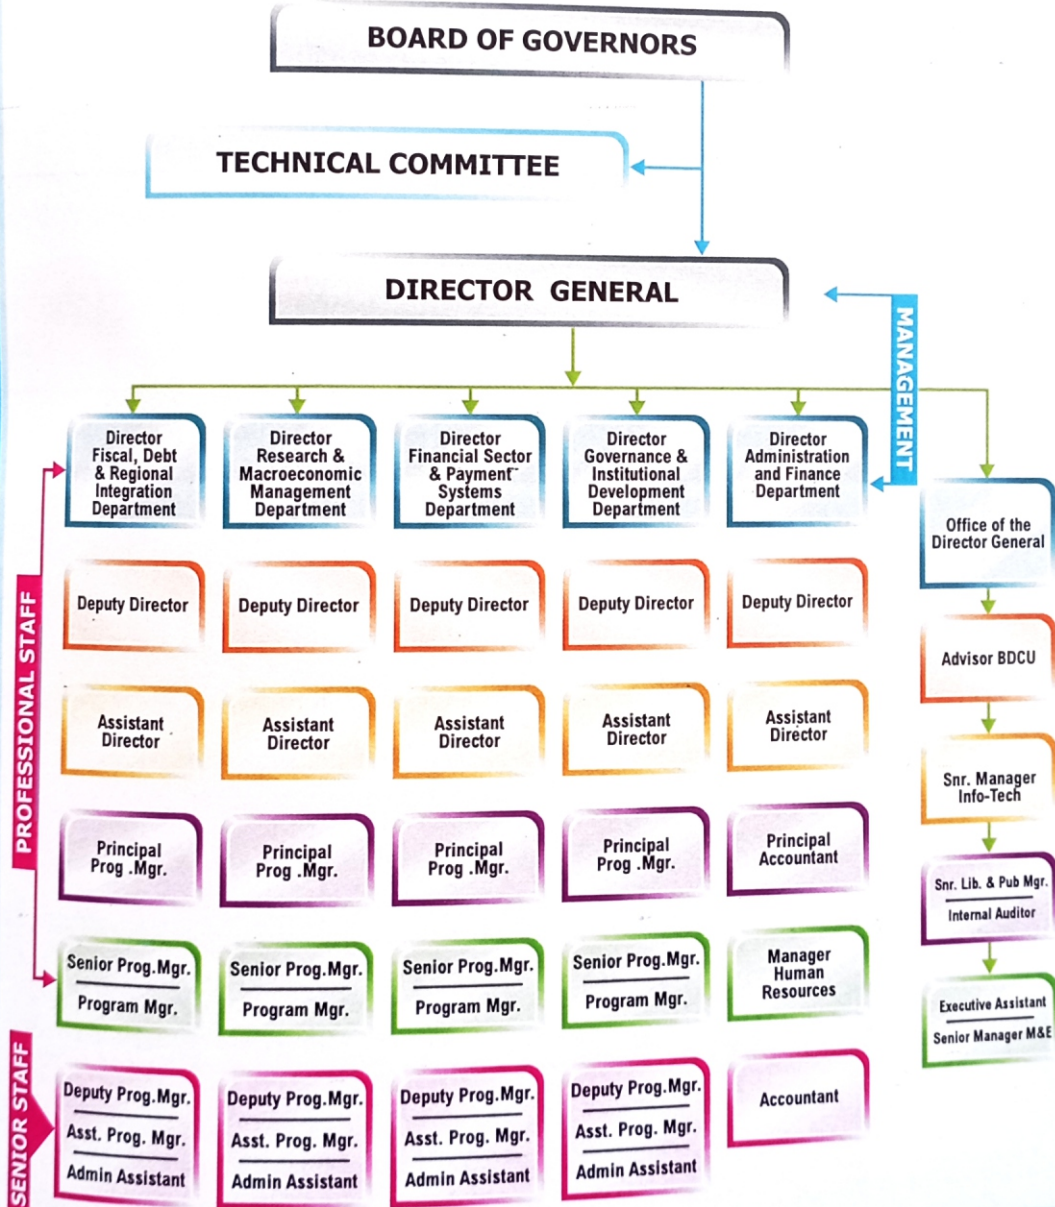 BOARD OF GOVERNORS
TECHNICAL COMMITTEE
DIRECTOR GENERAL
MANAGEMENT
Director
Fiscal, Debt
& Regional
Integration
Department
Director
Research &
Macroeconomic
Management
Department
Director
Financial Sector
& Payment
Systems
Department
Director
Governance &
Institutional
Development
Department
Director
Administration
and Finance
Department
Office of the
Director General
PROFESSIONAL STAFF
Deputy Director
Deputy Director
Deputy Director
Deputy Director
Deputy Director
Advisor BDCU
Assistant
Director
Assistant
Director
Assistant
Director
Assistant
Director
Assistant
Director
Snr. Manager
Info-Tech
Principal
Prog .Mgr.
Principal
Prog .Mgr.
Principal
Prog .Mgr.
Principal
Prog .Mgr.
Principal
Accountant
Snr. Lib. & Pub Mgr.
Internal Auditor
Senior Prog.Mgr.
Program Mgr.
Senior Prog.Mgr.
Program Mgr.
Senior Prog.Mgr.
Program Mgr.
Senior Prog.Mgr.
Program Mgr.
Manager
Human
Resources
Executive Assistant
Senior Manager M&E
SENIOR STAFF
Deputy Prog.Mgr.
Asst. Prog. Mgr.
Admin Assistant
Deputy Prog.Mgr.
Asst. Prog. Mgr.
Admin Assistant
Deputy Prog.Mgr.
Asst. Prog. Mgr.
Admin Assistant
Deputy Prog.Mgr.
Asst. Prog. Mgr.
Admin Assistant
Accountant